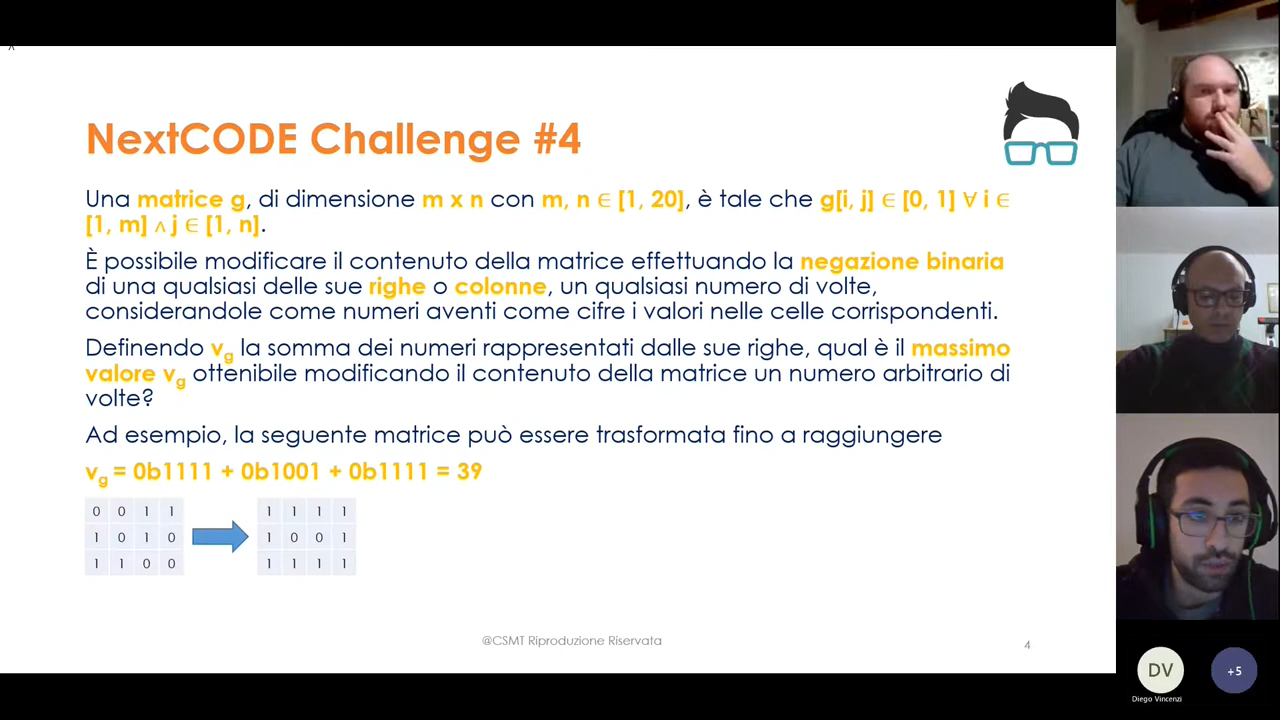 NextCODE Challenge #4
Una matrice g, di dimensione m x n con m, n ∈ [1, 20], è tale che g[i, j] ∈ [0, 1] ∀ i ∈
[1, m] ∧ j ∈ [1, n].
È possibile modificare il contenuto della matrice effettuando la negazione binaria
di una qualsiasi delle sue righe o colonne, un qualsiasi numero di volte,
considerandole come numeri aventi come cifre i valori nelle celle corrispondenti.
Definendo vg la somma dei numeri rappresentati dalle sue righe, qual è il massimo
valore vg ottenibile modificando il contenuto della matrice un numero arbitrario di
volte?
Ad esempio, la seguente matrice può essere trasformata fino a raggiungere
vg = 0b1111 + 0b1001 + 0b1111 = 39
0 0 1 1
1 0 1 0
1 1 0 0
1 1 1 1
1 0 0 1
1 1 1 1
@CSMT Riproduzione Riservata
4
DV
+5
Diego Vincenzi